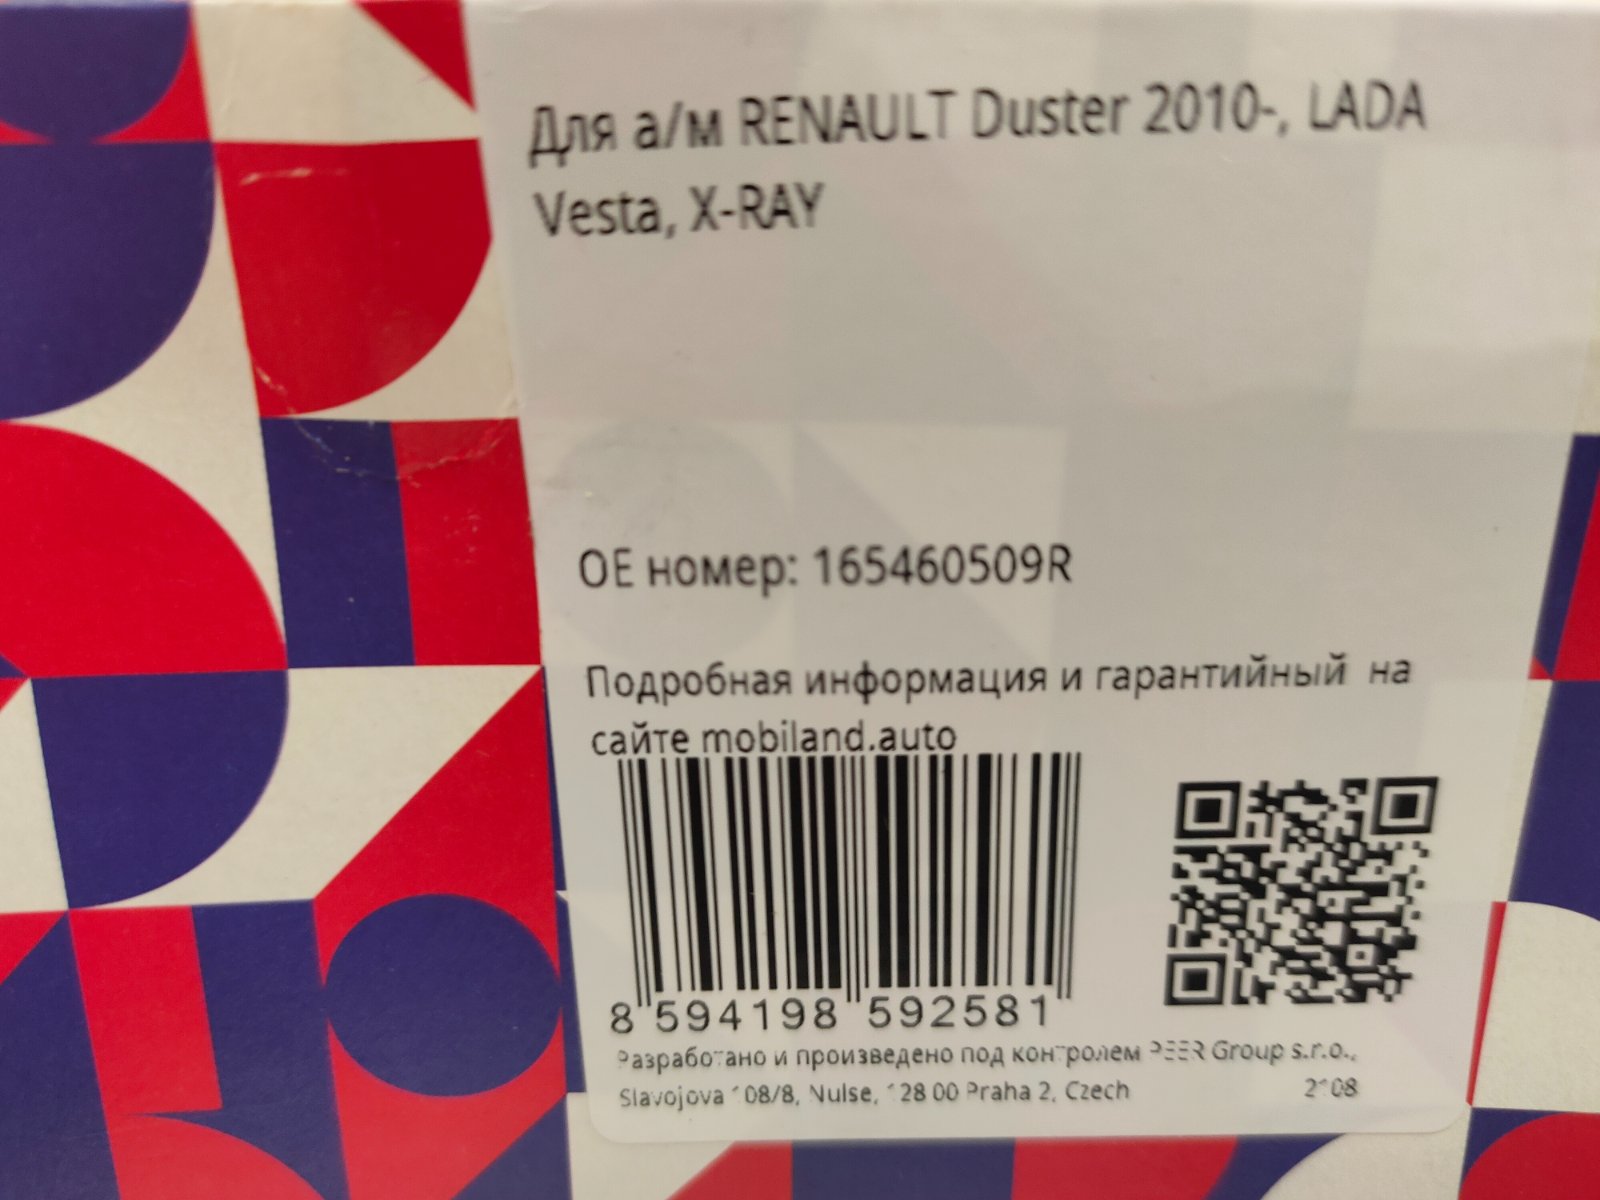 Для а/м RENAULT Duster 2010-, LADA
Vesta, X-RAY
OE номер: 165460509R
Подробная информация и гарантийный на
сайте mobiland.auto
8 594198 592581
Разработано и произведено под контролем PEER Group s.r.o.,
Slavojova 108/8, Nulse, 128 00 Praha 2, Czech 2108